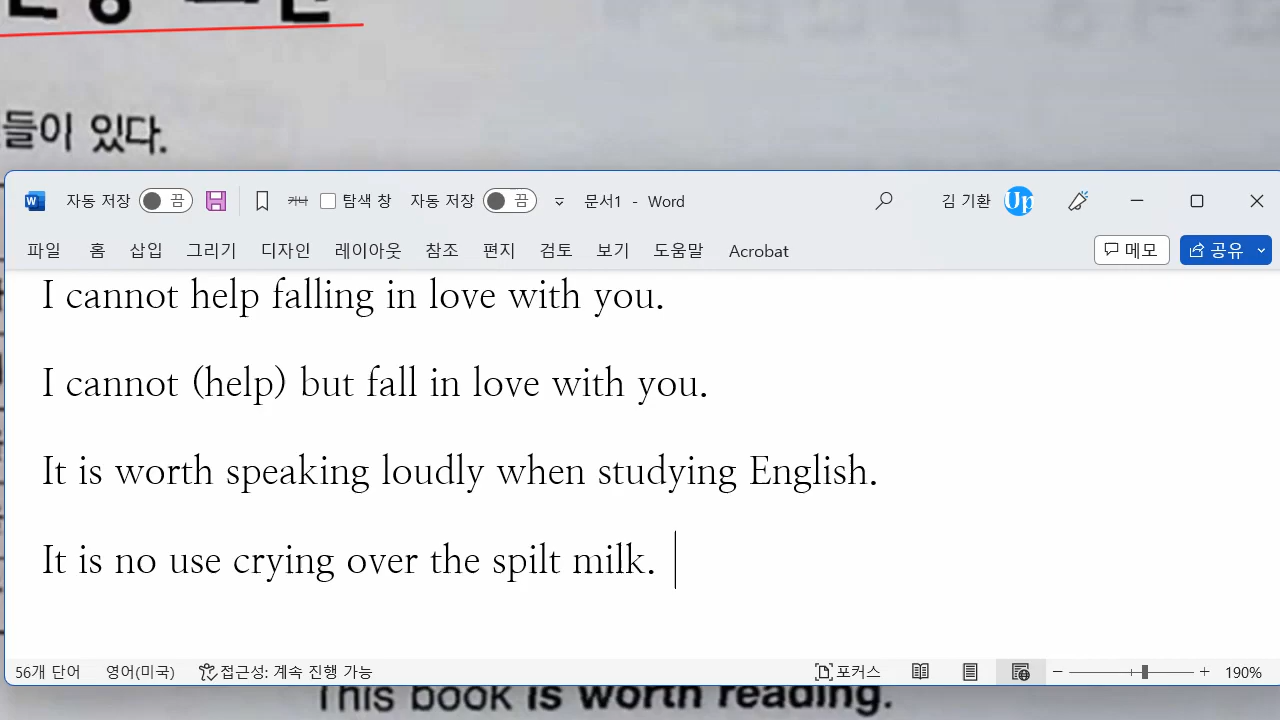 들이 있다.
자동 저장 끔 가나 탐색 창 자동 저장 끔 문서1 - Word 김 기환 Up
파일 홈 삽입 그리기 디자인 레이아웃 참조 편지 검토 보기 도움말 Acrobat 메모 공유
I cannot help falling in love with you.
I cannot (help) but fall in love with you.
It is worth speaking loudly when studying English.
It is no use crying over the spilt milk.
56개 단어 영어(미국) 접근성: 계속 진행 가능 포커스 190%
This book is worth reading.